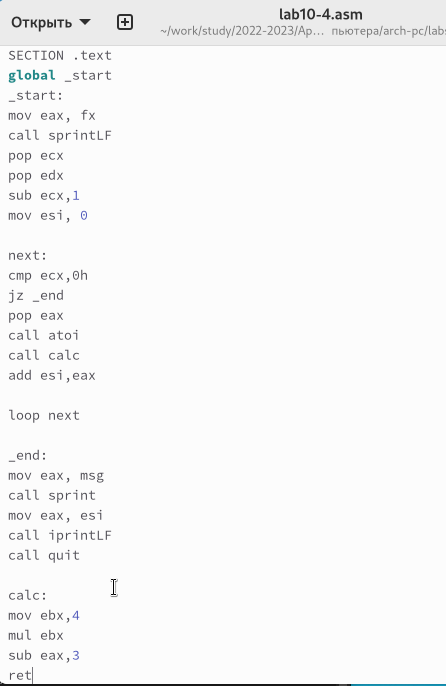 Открыть
lab10-4.asm
~/work/study/2022-2023/Ар… пьютера/arch-pc/lab
SECTION .text
global _start
_start:
mov eax, fx
call sprintLF
pop ecx
pop edx
sub ecx,1
mov esi, 0
next:
cmp ecx,0h
jz _end
pop eax
call atoi
call calc
add esi,eax
loop next
_end:
mov eax, msg
call sprint
mov eax, esi
call iprintLF
call quit
calc:
mov ebx,4
mul ebx
sub eax,3
ret